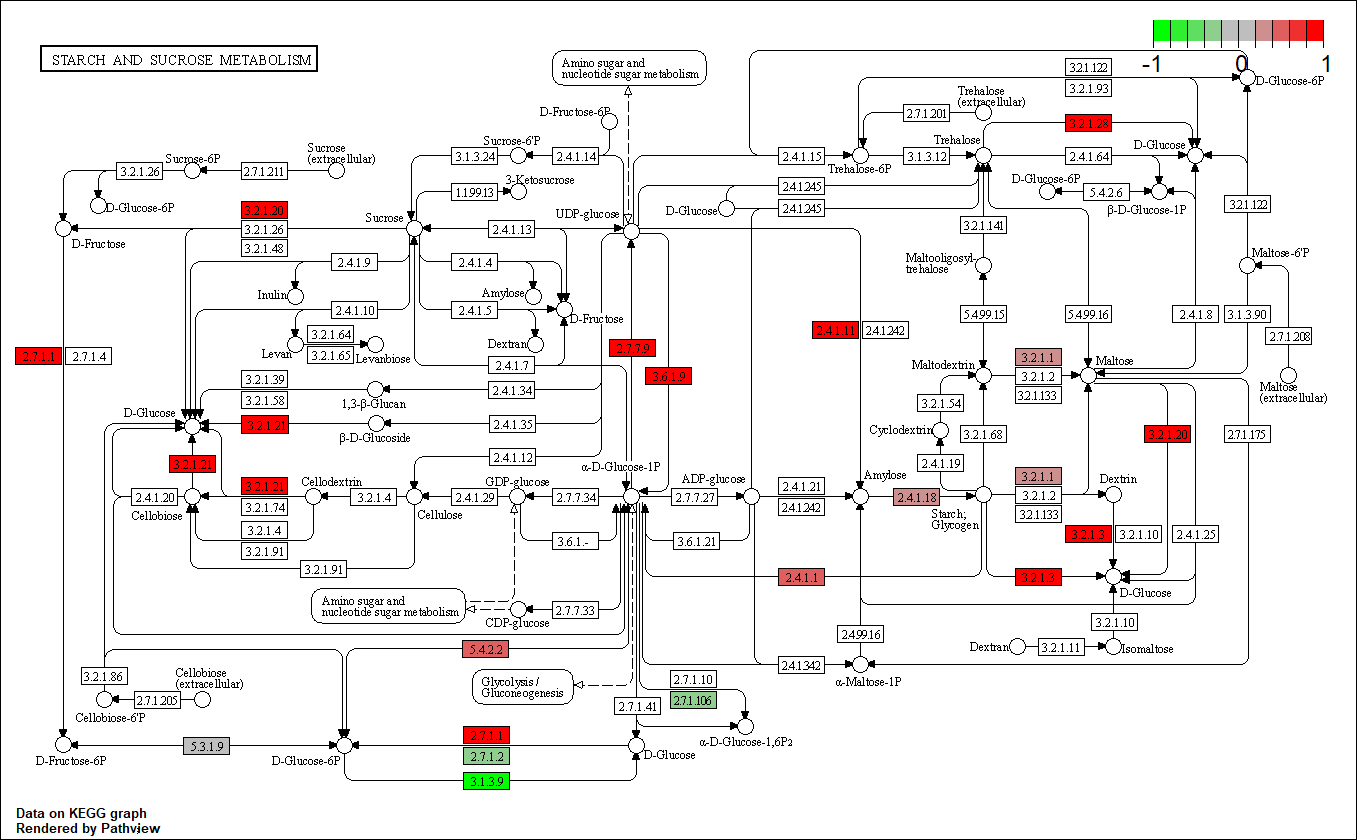 STARCH AND SUCROSE METABOLISM
-1
0
1
Amino sugar and
nucleotide sugar metabolism
3.2.1.122
3.2.1.93
D-Glucose-6P
Trehalose
(extracellular)
2.7.1.201
D-Fructose-6P
3.2.1.28
Sucrose-6'P
Trehalose
D-Glucose
Sucrose
(extracellular)
Sucrose-6P
3.1.3.24
2.4.1.14
2.4.1.15
3.1.3.12
2.4.1.64
Trehalose-6P
3.2.1.26
2.7.1.211
3-Ketosucrose
1.1.99.13
2.4.1.245
D-Glucose-6P
5.4.2.6
D-Glucose-6P
3.2.1.20
UDP-glucose
D-Glucose
2.4.1.245
β-D-Glucose-1P
3.2.1.122
Sucrose
3.2.1.26
2.4.1.13
3.2.1.141
D-Fructose
3.2.1.48
Maltose-6'P
2.4.1.9
2.4.1.4
Maltooligosyl-
trehalose
Inulin
Amylose
2.4.1.10
2.4.1.5
5.4.99.15
5.4.99.16
2.4.1.8
3.1.3.90
D-Fructose
3.2.1.64
2.4.1.11
2.4.1.242
2.7.1.208
Levan
3.2.1.65
Levanbiose
Dextran
2.7.7.9
2.7.1.1
2.7.1.4
2.4.1.7
3.2.1.1
Maltodextrin
Maltose
3.2.1.39
3.6.1.9
3.2.1.2
3.2.1.133
2.4.1.34
3.2.1.58
1,3-β-Glucan
Maltose
(extracellular)
3.2.1.54
D-Glucose
3.2.1.21
2.4.1.35
Cyclodextrin
3.2.1.68
3.2.1.20
2.7.1.175
β-D-Glucoside
2.4.1.12
3.2.1.21
α-D-Glucose-1P
2.4.1.19
ADP-glucose
Amylose
3.2.1.1
Dextrin
3.2.1.21
Cellodextrin
GDP-glucose
2.4.1.21
2.4.1.20
3.2.1.4
2.4.1.29
2.7.7.34
2.7.7.27
2.4.1.18
3.2.1.2
3.2.1.74
2.4.1.242
Cellobiose
Cellulose
Starch;
Glycogen
3.2.1.133
3.2.1.4
3.6.1.-
3.6.1.21
3.2.1.3
3.2.1.10
2.4.1.25
3.2.1.91
3.2.1.91
2.4.1.1
3.2.1.3
D-Glucose
Amino sugar and
nucleotide sugar metabolism
2.7.7.33
CDP-glucose
3.2.1.10
2.4.99.16
5.4.2.2
Dextran
3.2.1.11
Isomaltose
2.4.1.342
3.2.1.86
Cellobiose
(extracellular)
Glycolysis /
Gluconeogenesis
2.7.1.10
α-Maltose-1P
2.7.1.205
2.7.1.106
2.7.1.41
Cellobiose-6'P
2.7.1.1
α-D-Glucose-1,6P2
5.3.1.9
D-Fructose-6P
D-Glucose-6P
2.7.1.2
D-Glucose
3.1.3.9
Data on KEGG graph
Rendered by Pathview